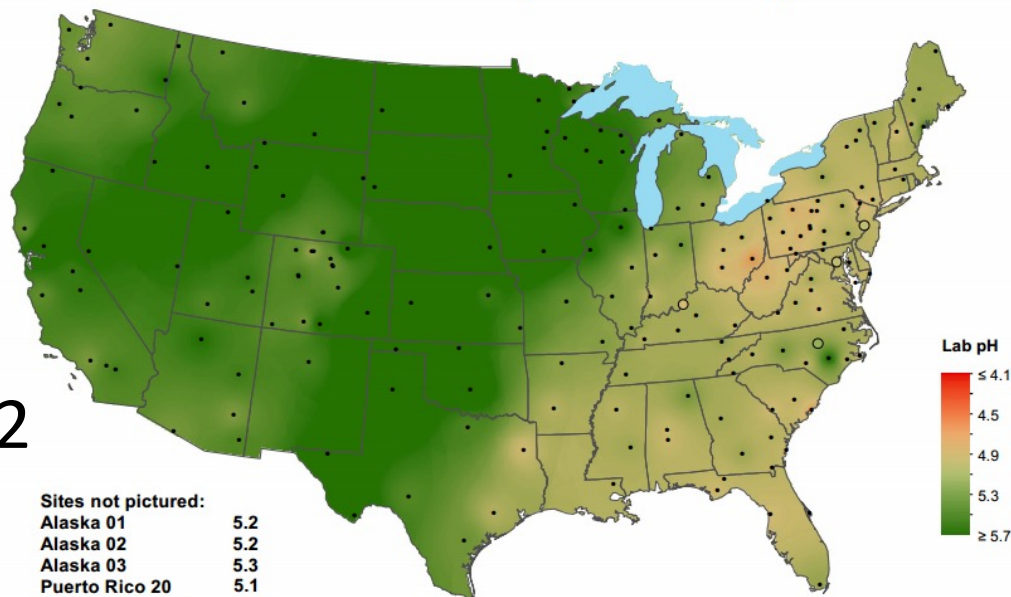 2
Lab pH
≤ 4.1
4.5
4.9
5.3
≥ 5.7
Sites not pictured:
Alaska 01 5.2
Alaska 02 5.2
Alaska 03 5.3
Puerto Rico 20 5.1